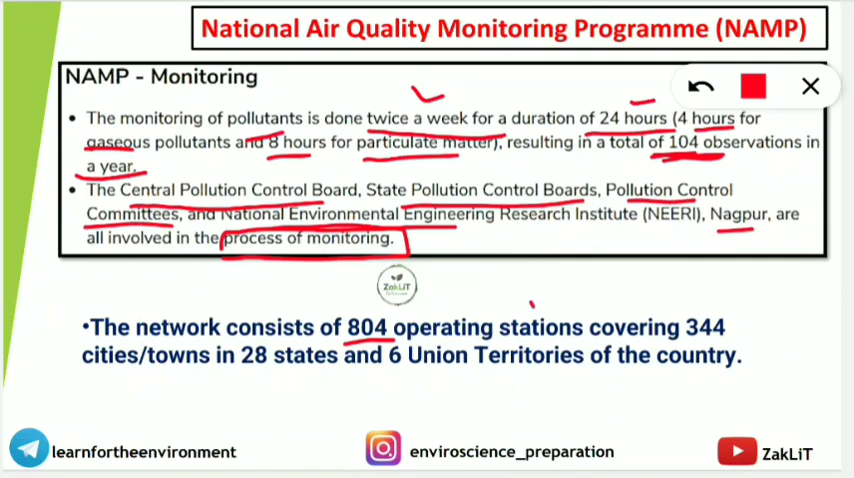 National Air Quality Monitoring Programme (NAMP)
NAMP - Monitoring
• The monitoring of pollutants is done twice a week for a duration of 24 hours (4 hours for
gaseous pollutants and 8 hours for particulate matter), resulting in a total of 104 observations in
a year.
• The Central Pollution Control Board, State Pollution Control Boards, Pollution Control
Committees, and National Environmental Engineering Research Institute (NEERI), Nagpur, are
all involved in the process of monitoring.
ZakLiT
•The network consists of 804 operating stations covering 344
cities/towns in 28 states and 6 Union Territories of the country.
learnfortheenvironment
enviroscience_preparation
ZakLiT